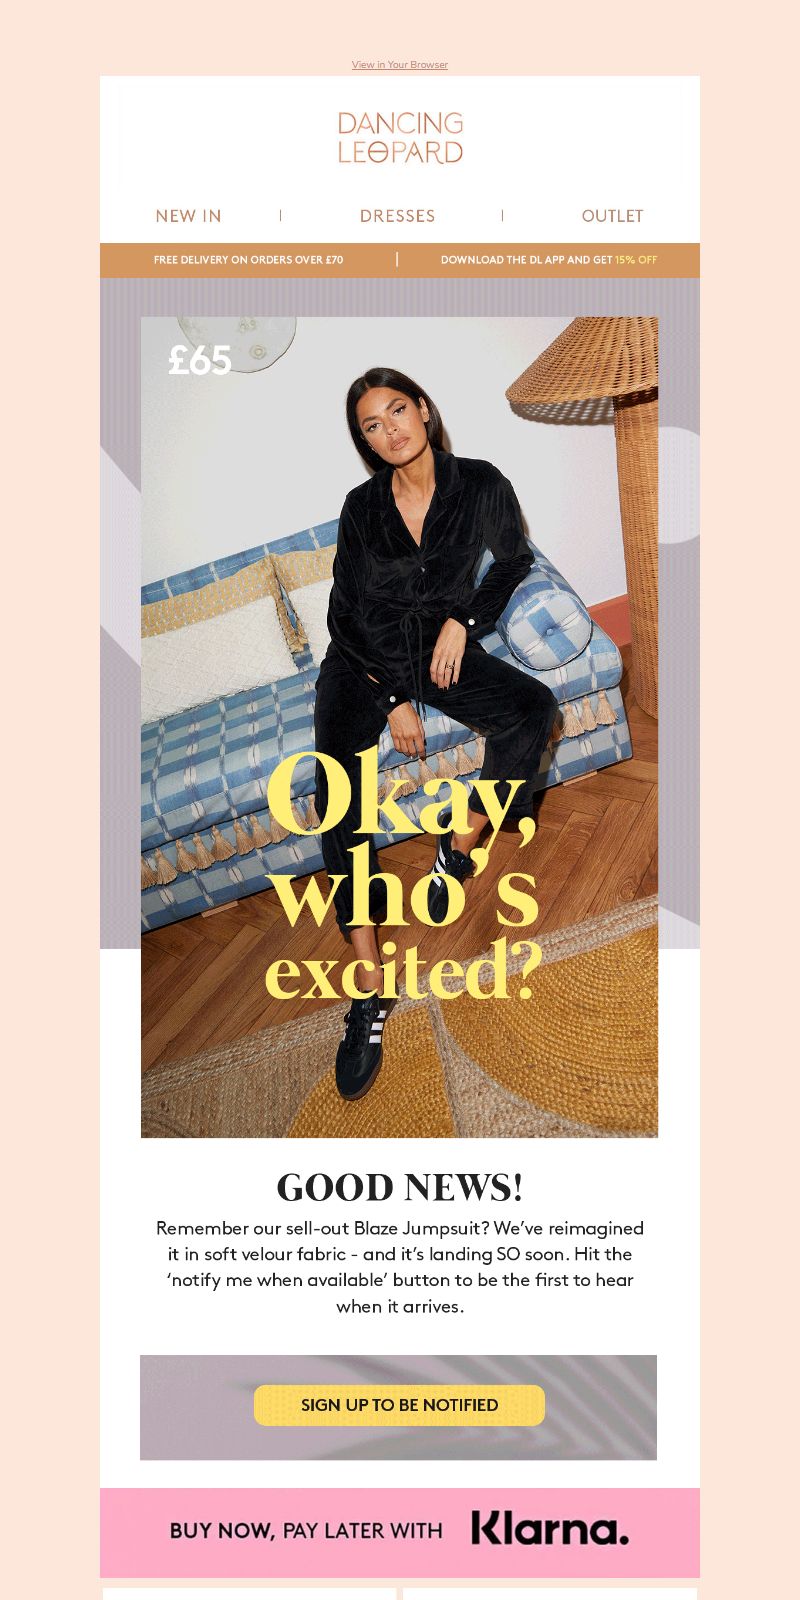 View in Your Browser
DANCING
LEOPARD
NEW IN | DRESSES | OUTLET
FREE DELIVERY ON ORDERS OVER £70 | DOWNLOAD THE DL APP AND GET 15% OFF
£65
Okay,
who's
excited?
GOOD NEWS!
Remember our sell-out Blaze Jumpsuit? We've reimagined
it in soft velour fabric - and it's landing SO soon. Hit the
'notify me when available' button to be the first to hear
when it arrives.
SIGN UP TO BE NOTIFIED
BUY NOW, PAY LATER WITH Klarna.